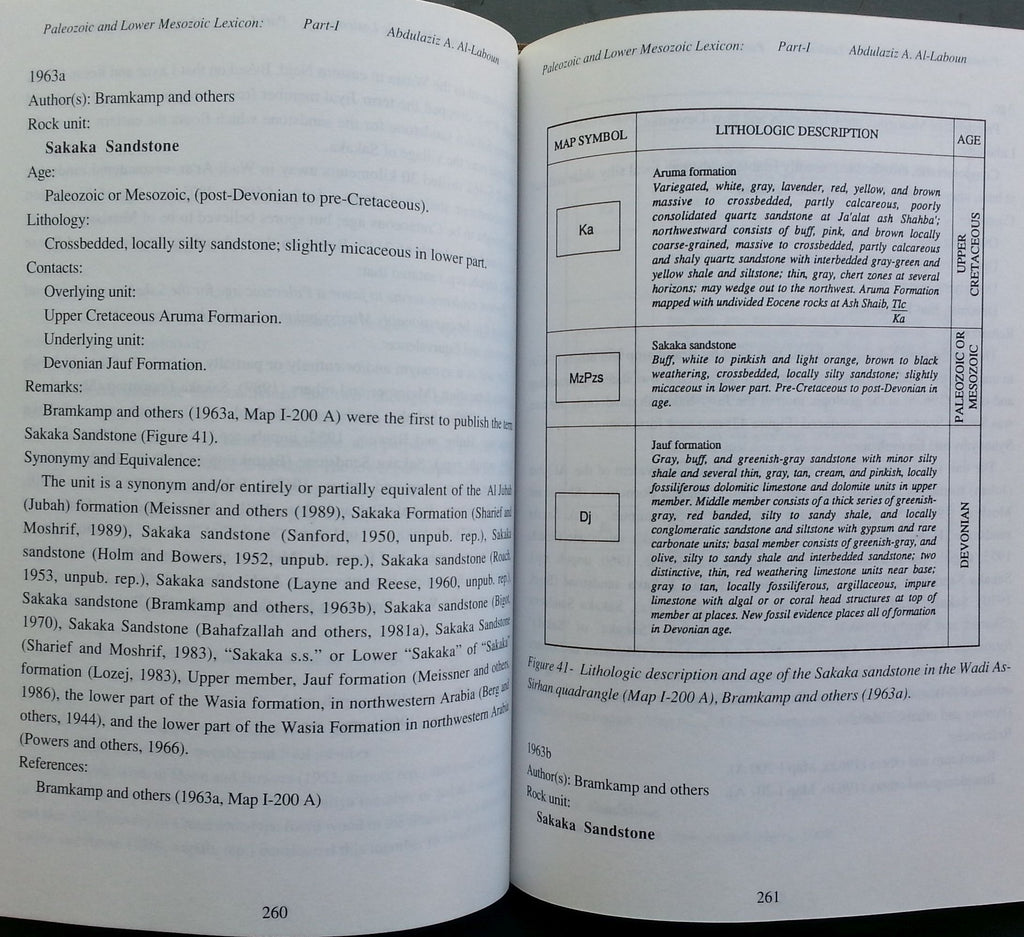 Paleozoic and Lower Mesozoic Lexicon: Part-I Abdulaziz A. Al-Laboun
1963a
Author(s): Bramkamp and others
Rock unit:
Sakaka Sandstone
Age:
Paleozoic or Mesozoic, (post-Devonian to pre-Cretaceous).
Lithology:
Crossbedded, locally silty sandstone; slightly micaceous in lower part.
Contacts:
Overlying unit:
Upper Cretaceous Aruma Formarion.
Underlying unit:
Devonian Jauf Formation.
Remarks:
Bramkamp and others (1963a, Map I-200 A) were the first to publish the term
Sakaka Sandstone (Figure 41).
Synonymy and Equivalence:
The unit is a synonym and/or entirely or partially equivalent of the Al Jubah
(Jubah) formation (Meissner and others (1989), Sakaka Formation (Sharief and
Moshrif, 1989), Sakaka sandstone (Sanford, 1950, unpub. rep.), Sakaka
sandstone (Holm and Bowers, 1952, unpub. rep.), Sakaka sandstone (Roach,
1953, unpub. rep.), Sakaka sandstone (Layne and Reese, 1960, unpub. rep.),
Sakaka sandstone (Bramkamp and others, 1963b), Sakaka sandstone (Bigot,
1970), Sakaka Sandstone (Bahafzallah and others, 1981a), Sakaka Sandstone
(Sharief and Moshrif, 1983), “Sakaka s.s.” or Lower “Sakaka” of “Sakaka”
formation (Lozej, 1983), Upper member, Jauf formation (Meissner and others,
1986), the lower part of the Wasia formation, in northwestern Arabia (Berg and
others, 1944), and the lower part of the Wasia Formation in northwestern Arabia
(Powers and others, 1966).
References:
Bramkamp and others (1963a, Map I-200 A)
260
Paleozoic and Lower Mesozoic Lexicon: Part-I Abdulaziz A. Al-Laboun
MAP SYMBOL LITHOLOGIC DESCRIPTION AGE
Ka
Aruma formation
Variegated, white, gray, lavender, red, yellow, and brown
massive to crossbedded, partly calcareous, poorly
consolidated quartz sandstone at Ja'alat ash Shahba';
northwestward consists of buff, pink, and brown locally
coarse-grained, massive to crossbedded, partly calcareous
and shaly quartz sandstone with interbedded gray-green and
yellow shale and siltstone; thin, gray, chert zones at several
horizons; may wedge out to the northwest. Aruma Formation
mapped with undivided Eocene rocks at Ash Shaib, Tlc
Ka
UPPER
CRETACEOUS
MzPzs
Sakaka sandstone
Buff, white to pinkish and light orange, brown to black
weathering, crossbedded, locally silty sandstone; slightly
micaceous in lower part. Pre-Cretaceous to post-Devonian in
age.
PALEOZOIC OR
MESOZOIC
Dj
Jauf formation
Gray, buff, and greenish-gray sandstone with minor silty
shale and several thin, gray, tan, cream, and pinkish, locally
fossiliferous dolomitic limestone and dolomite units in upper
member. Middle member consists of a thick series of greenish-
gray, red banded, silty to sandy shale, and locally
conglomeratic sandstone and siltstone with gypsum and rare
carbonate units; basal member consists of greenish-gray, and
olive, silty to sandy shale and interbedded sandstone; two
distinctive, thin, red weathering limestone units near base;
gray to tan, locally fossiliferous, argillaceous, impure
limestone with algal or or coral head structures at top of
member at places. New fossil evidence places all of formation
in Devonian age.
DEVONIAN
Figure 41- Lithologic description and age of the Sakaka sandstone in the Wadi As-
Sirhan quadrangle (Map I-200 A), Bramkamp and others (1963a).
1963b
Author(s): Bramkamp and others
Rock unit:
Sakaka Sandstone
261